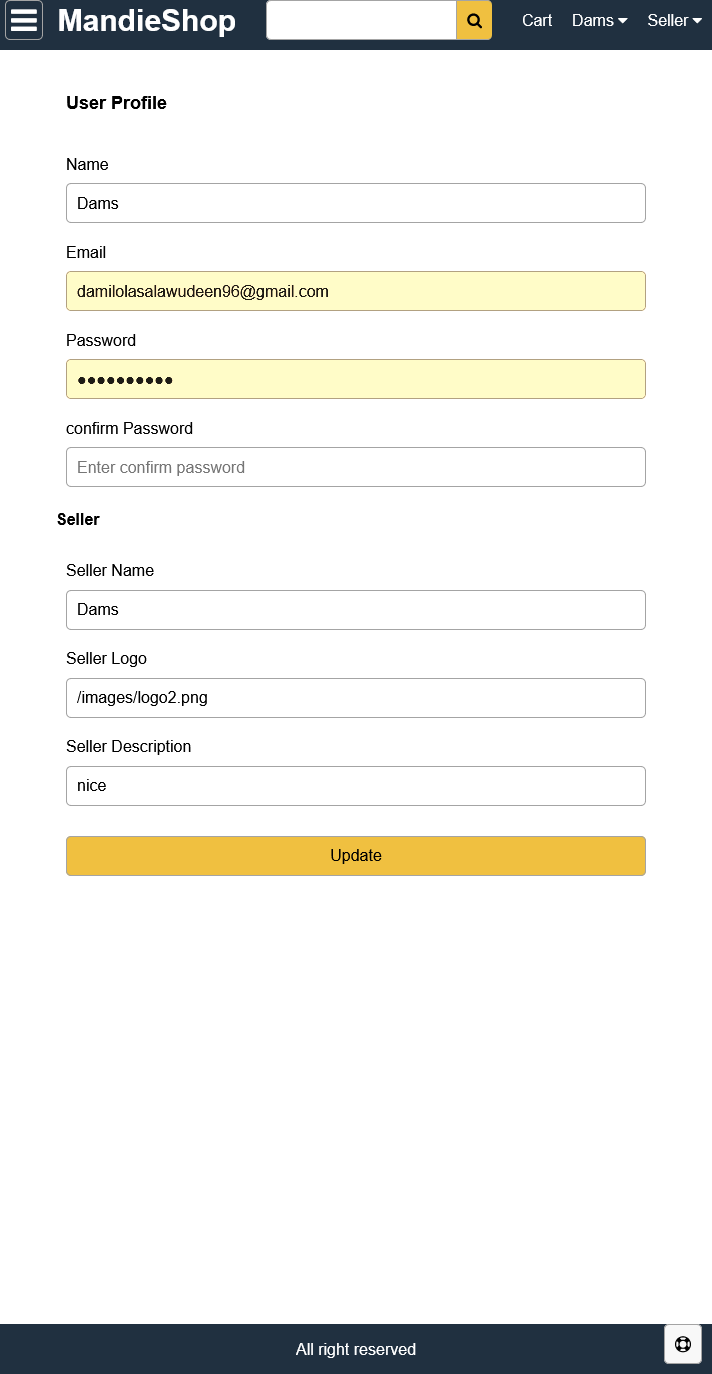 MandieShop
Cart Dams Seller
User Profile
Name
Dams
Email
damilolasalawudeen96@gmail.com
Password
●●●●●●●●●●
confirm Password
Enter confirm password
Seller
Seller Name
Dams
Seller Logo
/images/logo2.png
Seller Description
nice
Update
All right reserved